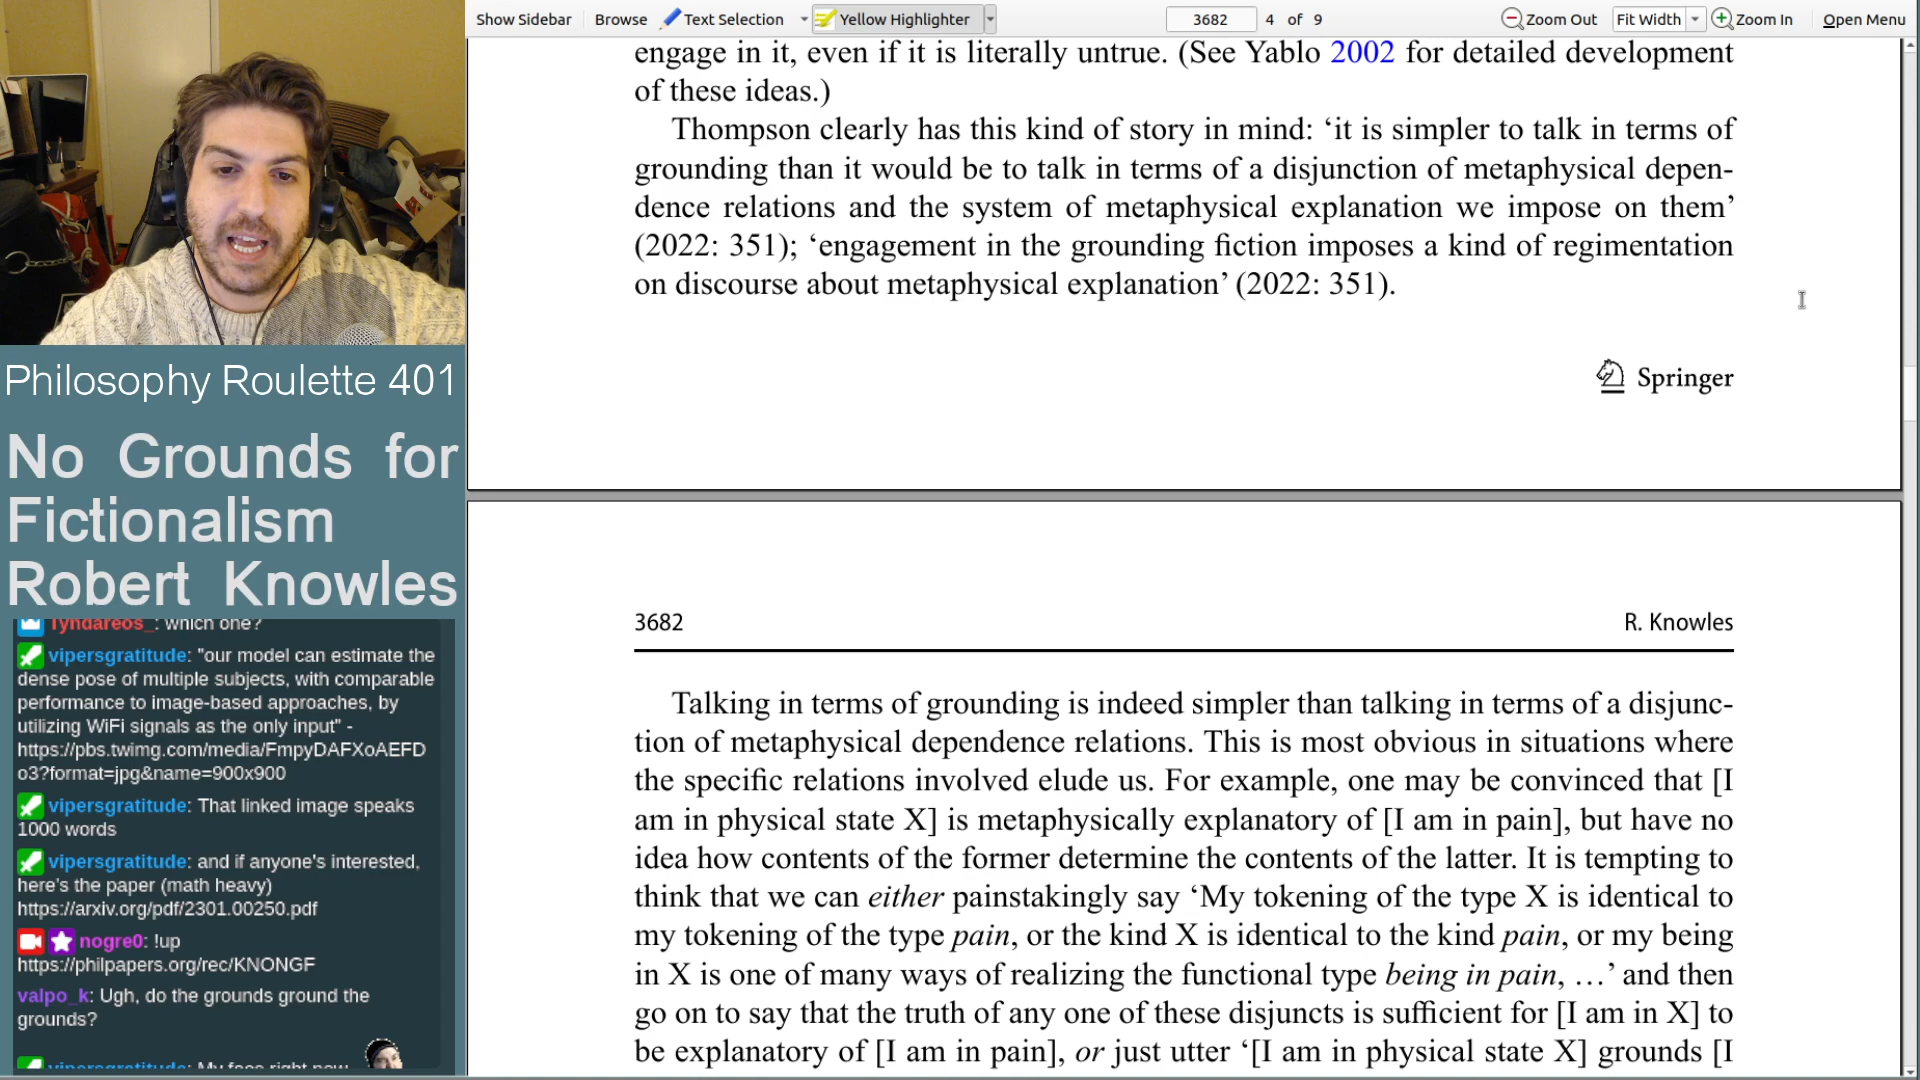 Show Sidebar Browse Text Selection Yellow Highlighter 3682 4 of 9 Zoom Out Fit Width Zoom In Open Menu
engage in it, even if it is literally untrue. (See Yablo 2002 for detailed development
of these ideas.)
Thompson clearly has this kind of story in mind: ‘it is simpler to talk in terms of
grounding than it would be to talk in terms of a disjunction of metaphysical depen-
dence relations and the system of metaphysical explanation we impose on them’
(2022: 351); ‘engagement in the grounding fiction imposes a kind of regimentation
on discourse about metaphysical explanation’ (2022: 351).
Springer
3682 R. Knowles
Talking in terms of grounding is indeed simpler than talking in terms of a disjunc-
tion of metaphysical dependence relations. This is most obvious in situations where
the specific relations involved elude us. For example, one may be convinced that [I
am in physical state X] is metaphysically explanatory of [I am in pain], but have no
idea how contents of the former determine the contents of the latter. It is tempting to
think that we can either painstakingly say ‘My tokening of the type X is identical to
my tokening of the type pain, or the kind X is identical to the kind pain, or my being
in X is one of many ways of realizing the functional type being in pain, …’ and then
go on to say that the truth of any one of these disjuncts is sufficient for [I am in X] to
be explanatory of [I am in pain], or just utter ‘[I am in physical state X] grounds [I
Philosophy Roulette 401
No Grounds for
Fictionalism
Robert Knowles
Tyndareos_: which one?
vipersgratitude: "our model can estimate the
dense pose of multiple subjects, with comparable
performance to image-based approaches, by
utilizing WiFi signals as the only input" -
https://pbs.twimg.com/media/FmpyDAFXoAEFD
o3?format=jpg&name=900x900
vipersgratitude: That linked image speaks
1000 words
vipersgratitude: and if anyone's interested,
here's the paper (math heavy)
https://arxiv.org/pdf/2301.00250.pdf
nogre0: !up
https://philpapers.org/rec/KNONGF
valpo_k: Ugh, do the grounds ground the
grounds?
vipersgratitude: My face right now